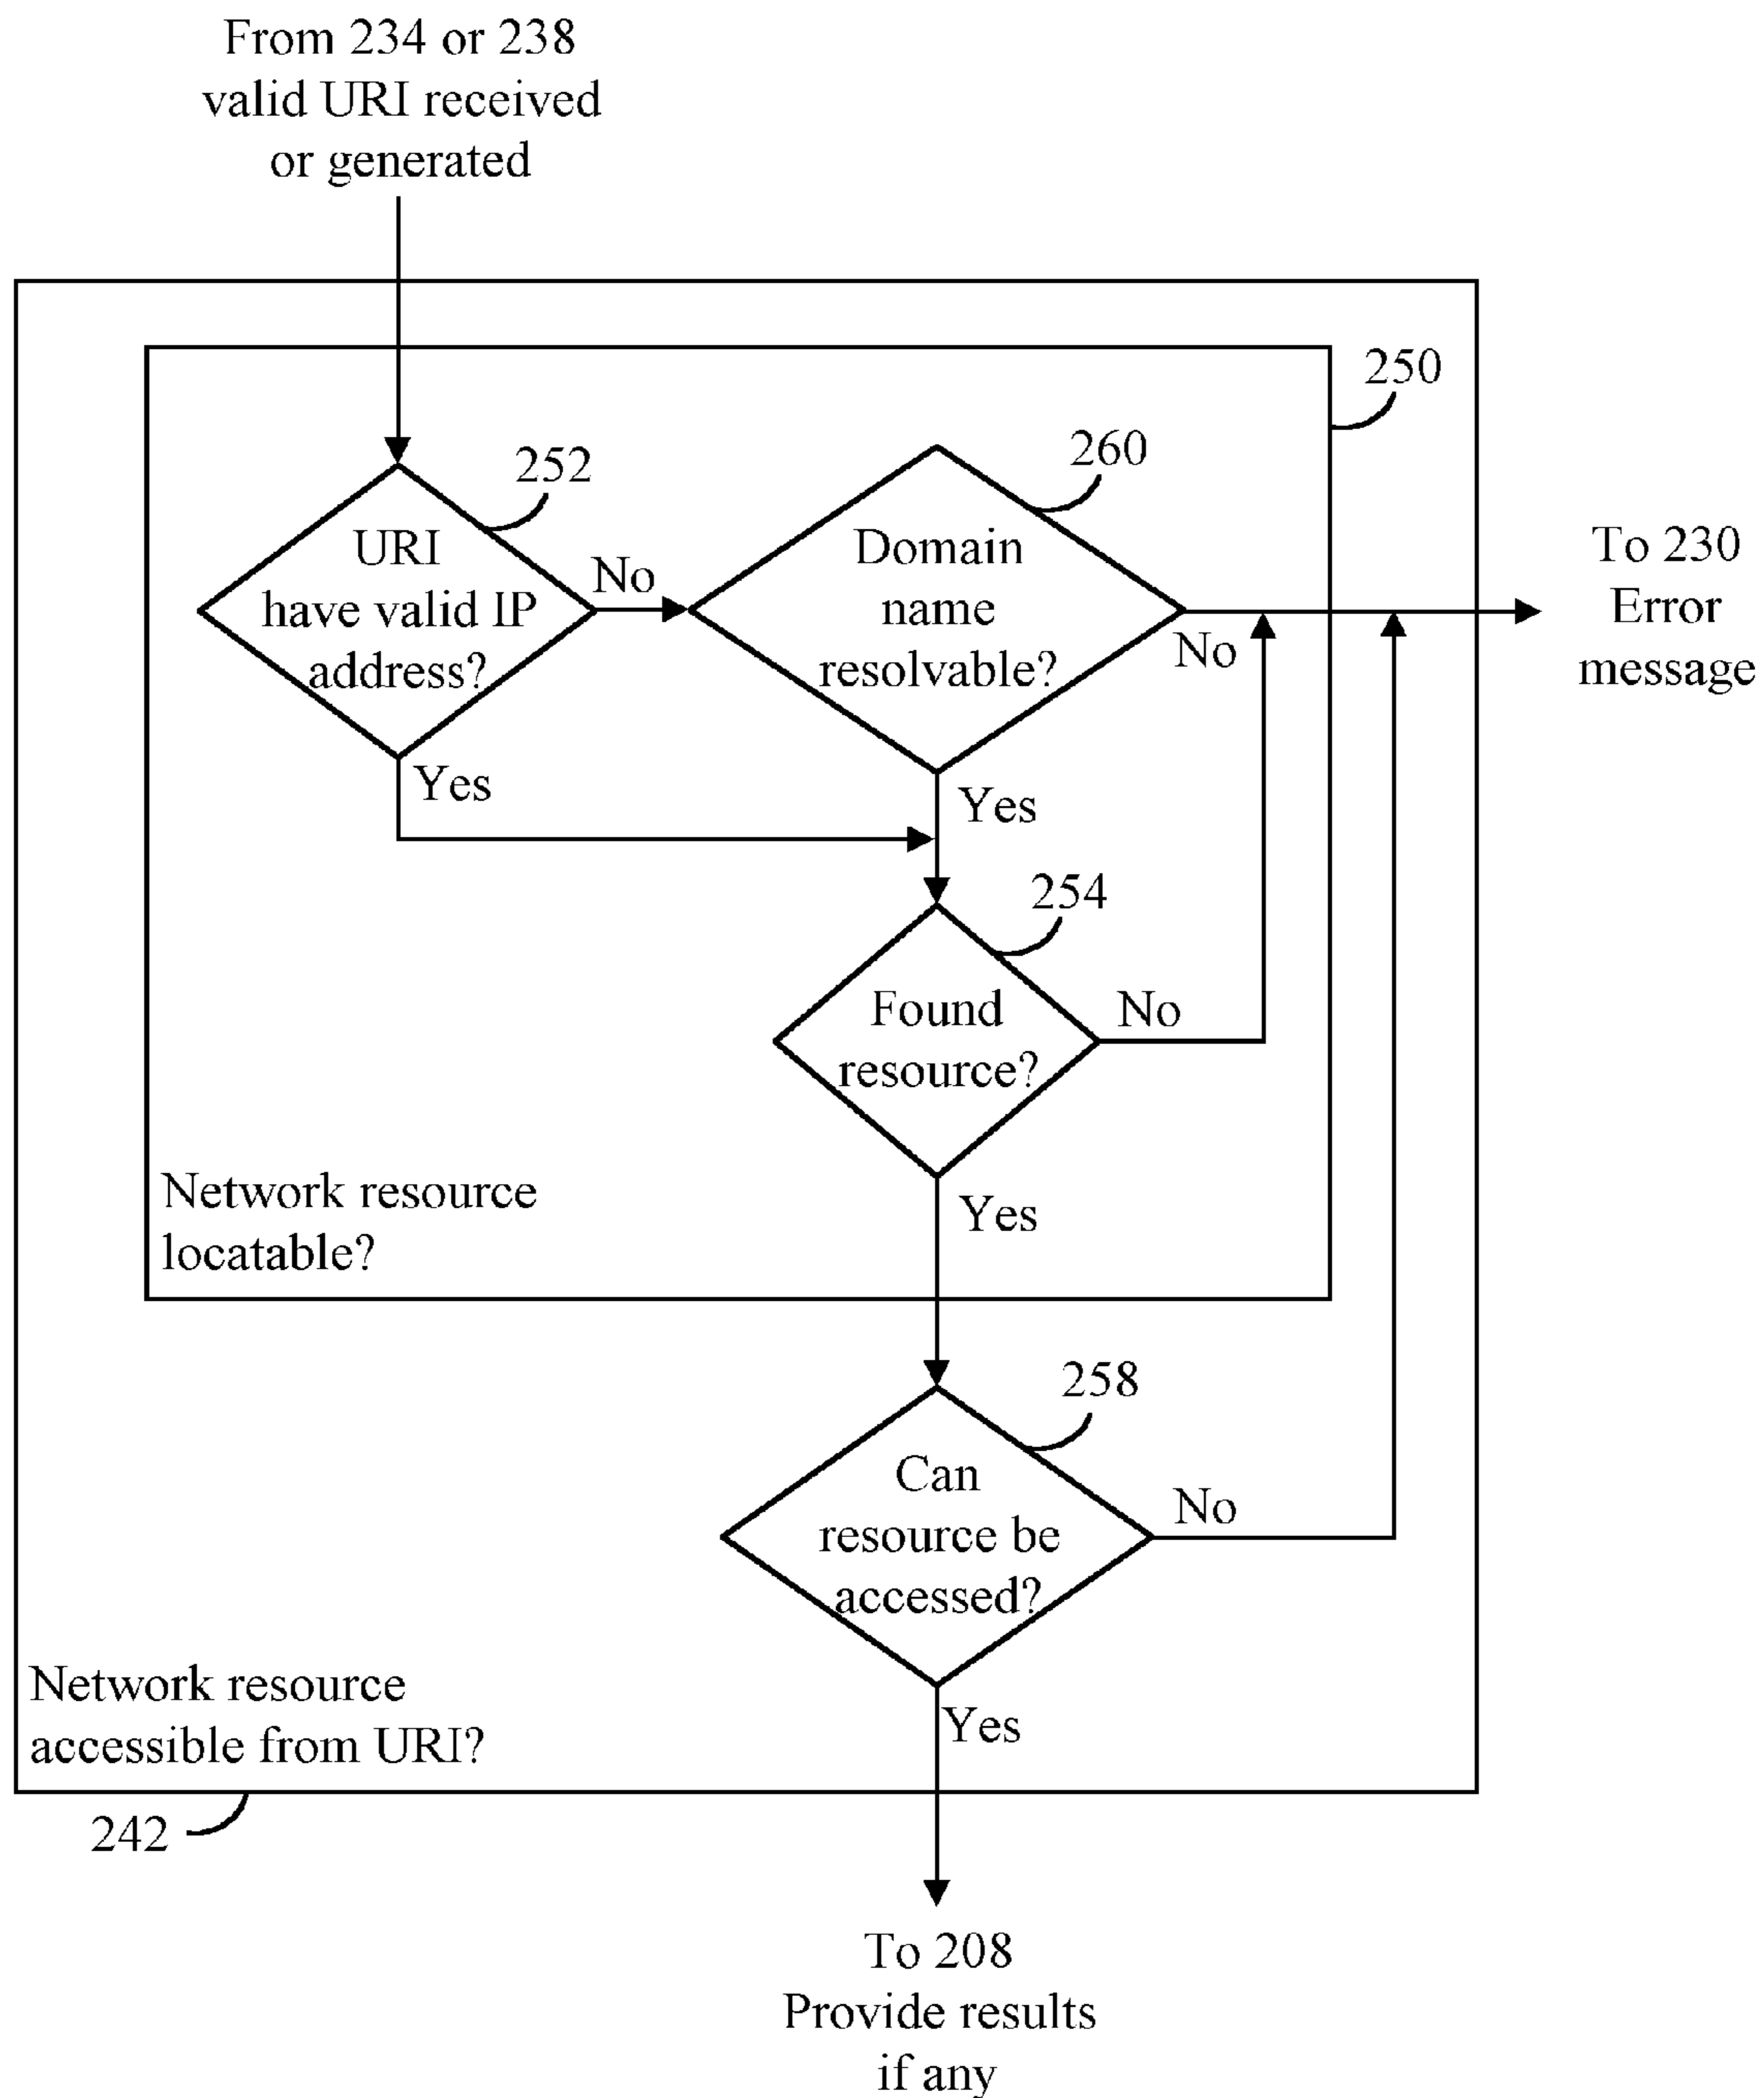 From 234 or 238
valid URI received
or generated
250
252
260
URI
have valid IP
address?
No
Domain
name
resolvable?
No
To 230
Error
message
Yes
Yes
254
Found
resource?
No
Network resource
locatable?
Yes
258
Can
resource be
accessed?
No
Network resource
accessible from URI?
Yes
242
To 208
Provide results
if any